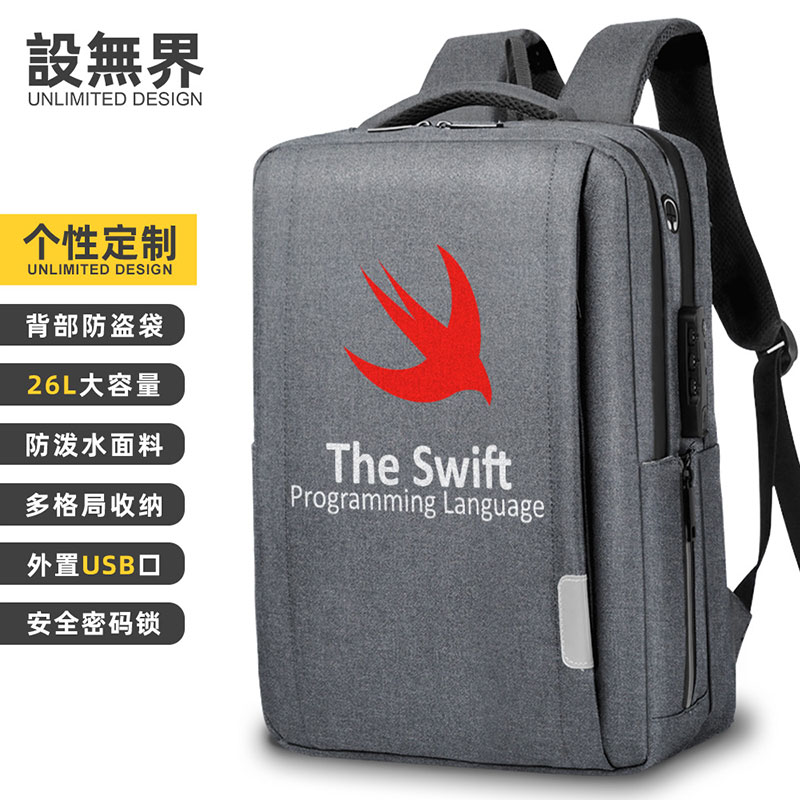 設無界
UNLIMITED DESIGN
个性定制
UNLIMITED DESIGN
背部防盗袋
26L大容量
防泼水面料
多格局收纳
外置USB口
安全密码锁
The Swift
Programming Language